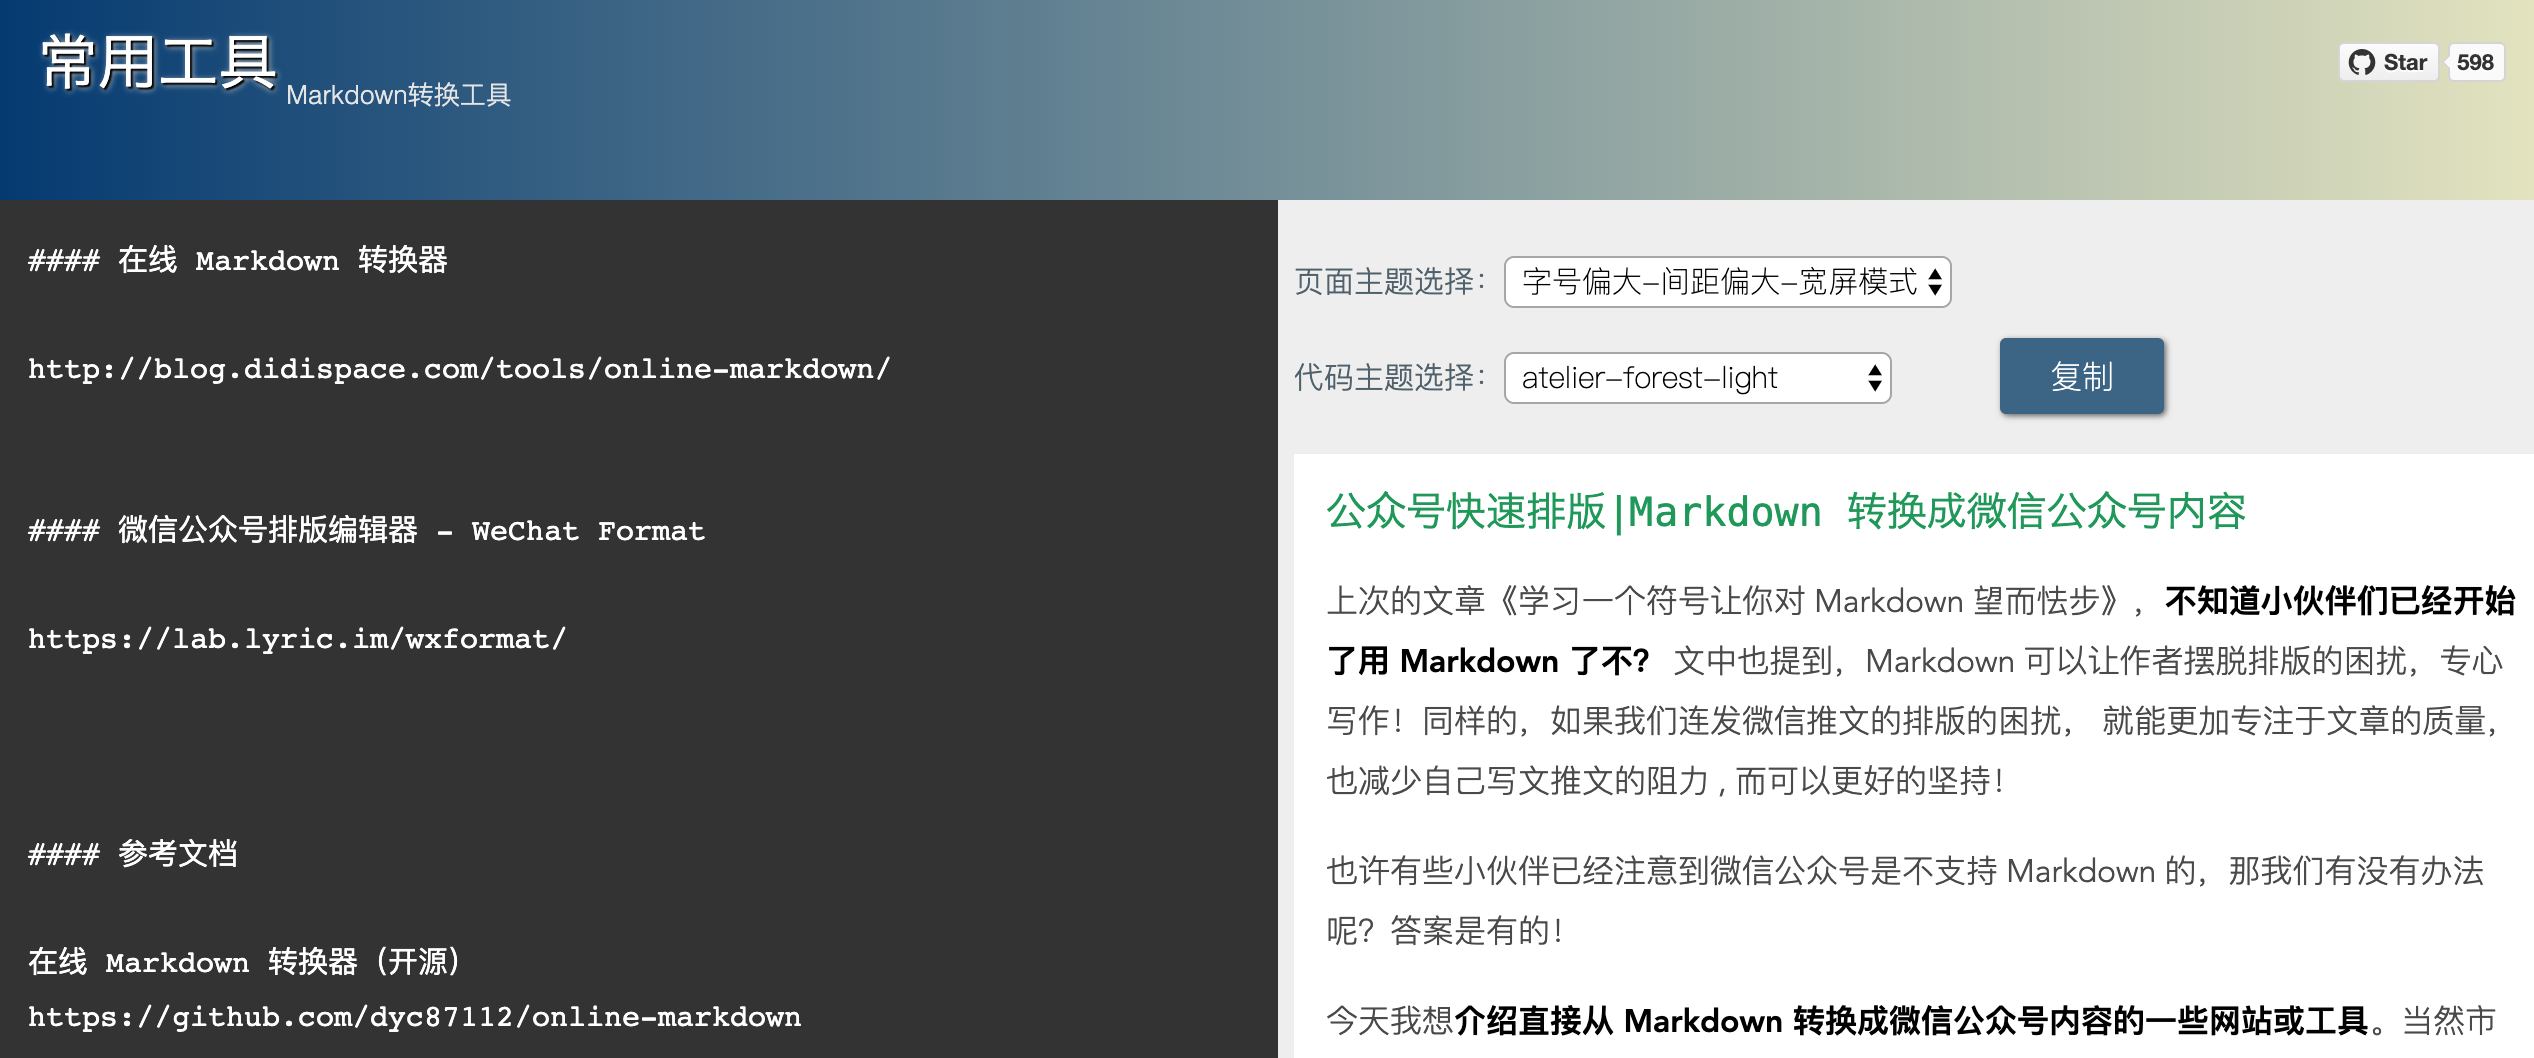 常用工具
Markdown转换工具
Star
598
#### 在线 Markdown 转换器
http://blog.didispace.com/tools/online-markdown/
#### 微信公众号排版编辑器 - WeChat Format
https://lab.lyric.im/wxformat/
#### 参考文档
在线 Markdown 转换器（开源）
https://github.com/dyc87112/online-markdown
页面主题选择：
字号偏大-间距偏大-宽屏模式
代码主题选择：
atelier-forest-light
复制
公众号快速排版|Markdown 转换成微信公众号内容
上次的文章《学习一个符号让你对 Markdown 望而怯步》，不知道小伙伴们已经开始
了用 Markdown 了不？ 文中也提到，Markdown 可以让作者摆脱排版的困扰，专心
写作！同样的，如果我们连发微信推文的排版的困扰， 就能更加专注于文章的质量，
也减少自己写文推文的阻力 , 而可以更好的坚持！
也许有些小伙伴已经注意到微信公众号是不支持 Markdown 的，那我们有没有办法
呢？答案是有的！
今天我想介绍直接从 Markdown 转换成微信公众号内容的一些网站或工具。当然市